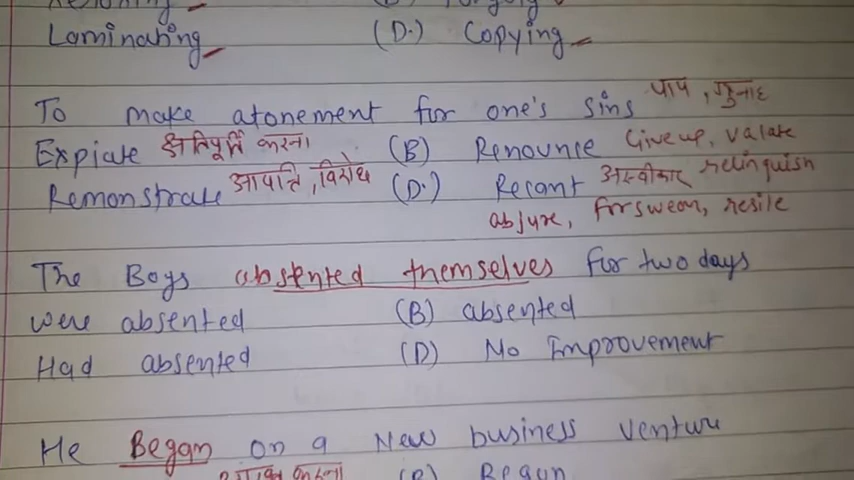 Laminating (D.) Copying
To make atonement for one's sins पाप, गुनाह
Expiate क्षतिपूर्ति करना (B) Renounce Give up, valate
Remonstrate आपत्ति, विरोध (D.) Recant अस्वीकार relinquish
abjure, forswear, resile
The Boys absented themselves for two days
were absented (B) absented
Had absented (D) No Improvement
He Began on a New business venture
(B) Begun